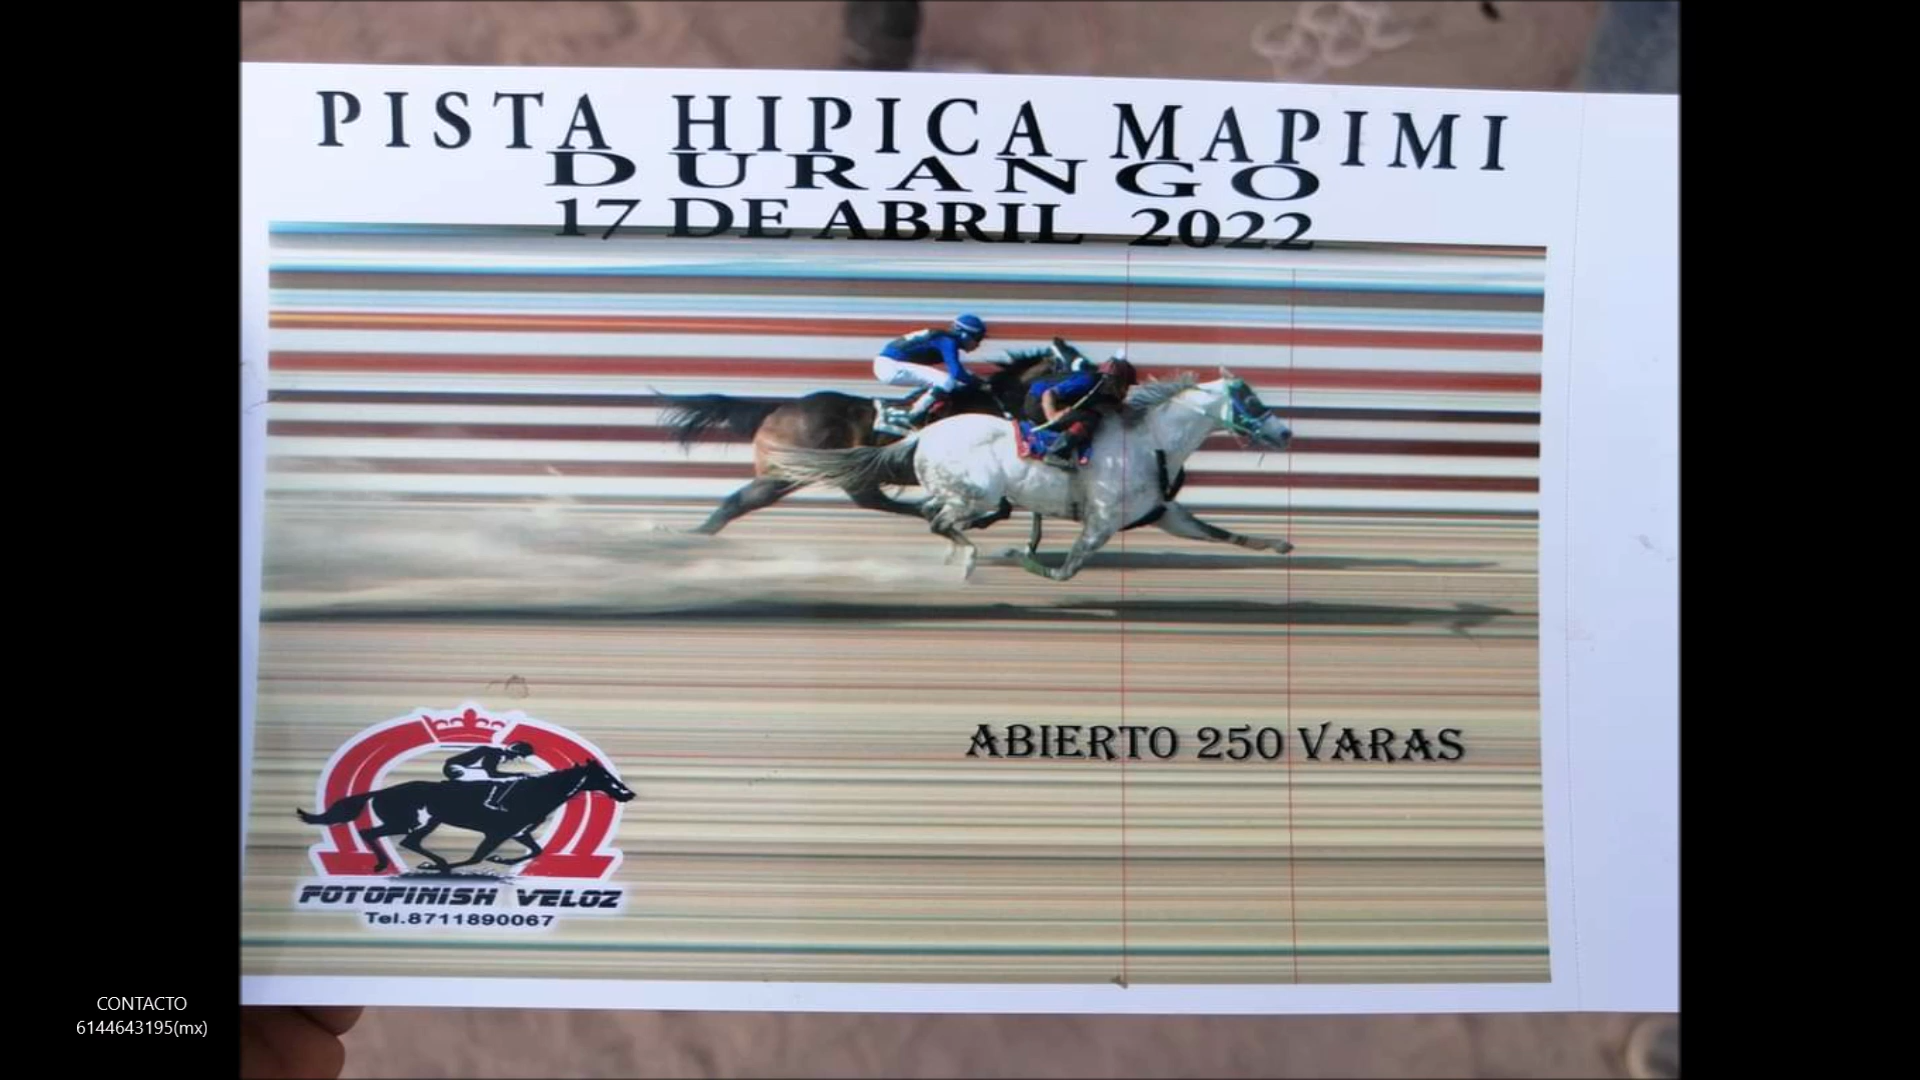 PISTA HIPICA MAPIMI
DURANGO
17 DE ABRIL 2022
ABIERTO 250 VARAS
FOTOFINISH VELOZ
Tel.8711890067
CONTACTO
6144643195(mx)